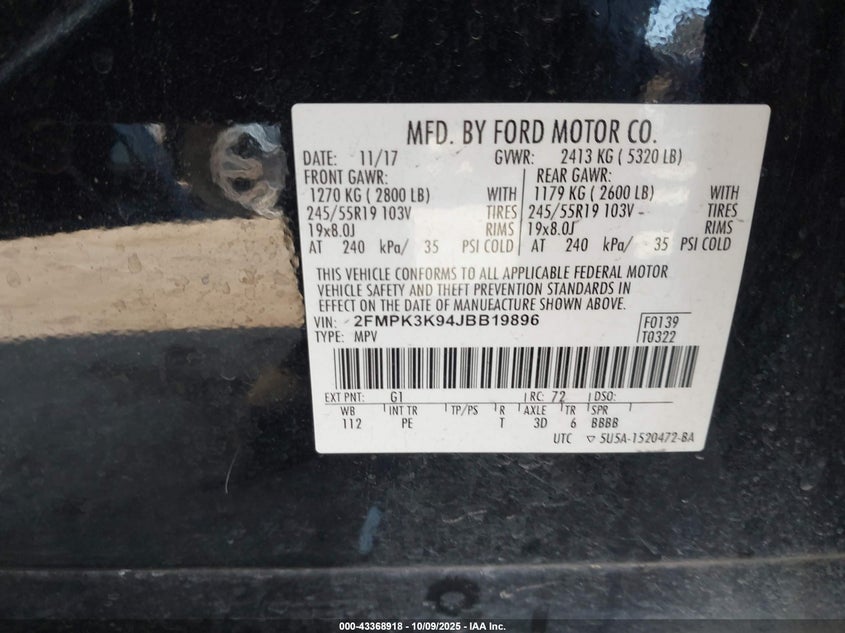 MFD. BY FORD MOTOR CO.
DATE: 11/17 GVWR: 2413 KG ( 5320 LB)
FRONT GAWR: REAR GAWR:
1270 KG ( 2800 LB) WITH 1179 KG ( 2600 LB) WITH
245/55R19 103V TIRES 245/55R19 103V - TIRES
19x8.0J RIMS 19x8.0J RIMS
AT 240 kPa/ 35 PSI COLD AT 240 kPa/ 35 PSI COLD
THIS VEHICLE CONFORMS TO ALL APPLICABLE FEDERAL MOTOR
VEHICLE SAFETY AND THEFT PREVENTION STANDARDS IN
EFFECT ON THE DATE OF MANUFACTURE SHOWN ABOVE.
VIN: 2FMPK3K94JBB19896 F0139
TYPE: MPV T0322
EXT PNT: G1 RC: 72 DSO:
WB INT TR TP/PS R AXLE TR SPR
112 PE T 3D 6 BBBB
UTC ▽ 5U5A-1520472-BA
000-43368918 - 10/09/2025 - IAA Inc.